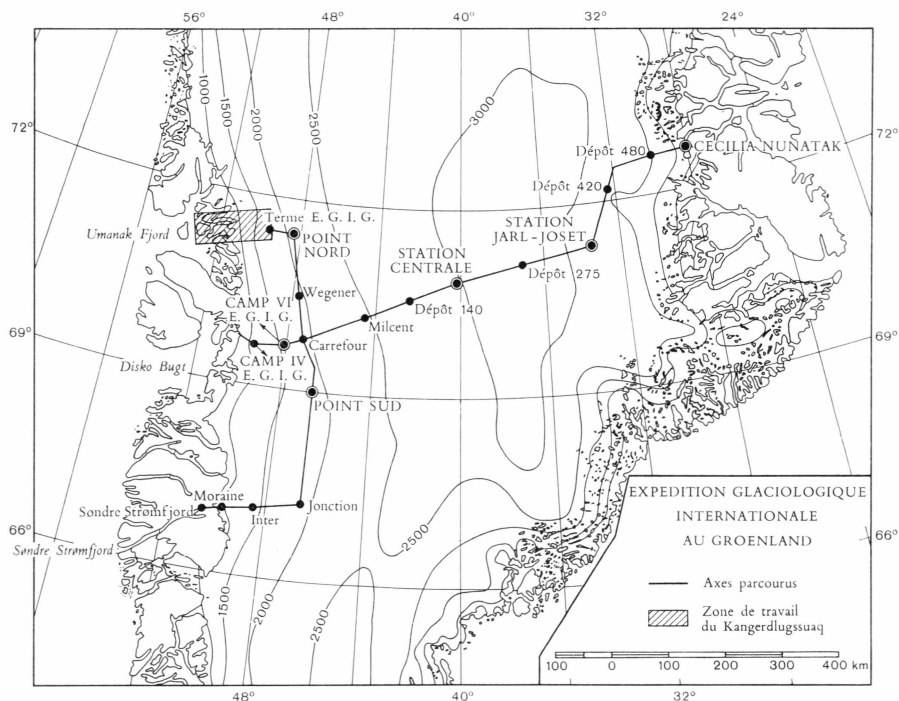 56°
48°
40°
32°
24°
1000
1500
2000
2500
3000
72°
72°
CECILIA NUNATAK
Dépôt 480
Dépôt 420
Terme E. G. I. G.
Umanak Fjord
POINT
NORD
STATION
JARL-JOSET
STATION
CENTRALE
Dépôt 275
Wegener
CAMP VI
E. G. I. G.
Dépôt 140
Milcent
69°
69°
Carrefour
CAMP IV
E. G. I. G.
Disko Bugt
POINT SUD
Moraine
Søndre Strømfjord
Inter
Jonction
EXPEDITION GLACIOLOGIQUE
INTERNATIONALE
AU GROENLAND
66°
66°
Søndre Strømfjord
2500
Axes parcourus
Zone de travail
du Kangerdlugssuaq
1500
2000
2500
100 0 100 200 300 400 km
48°
40°
32°